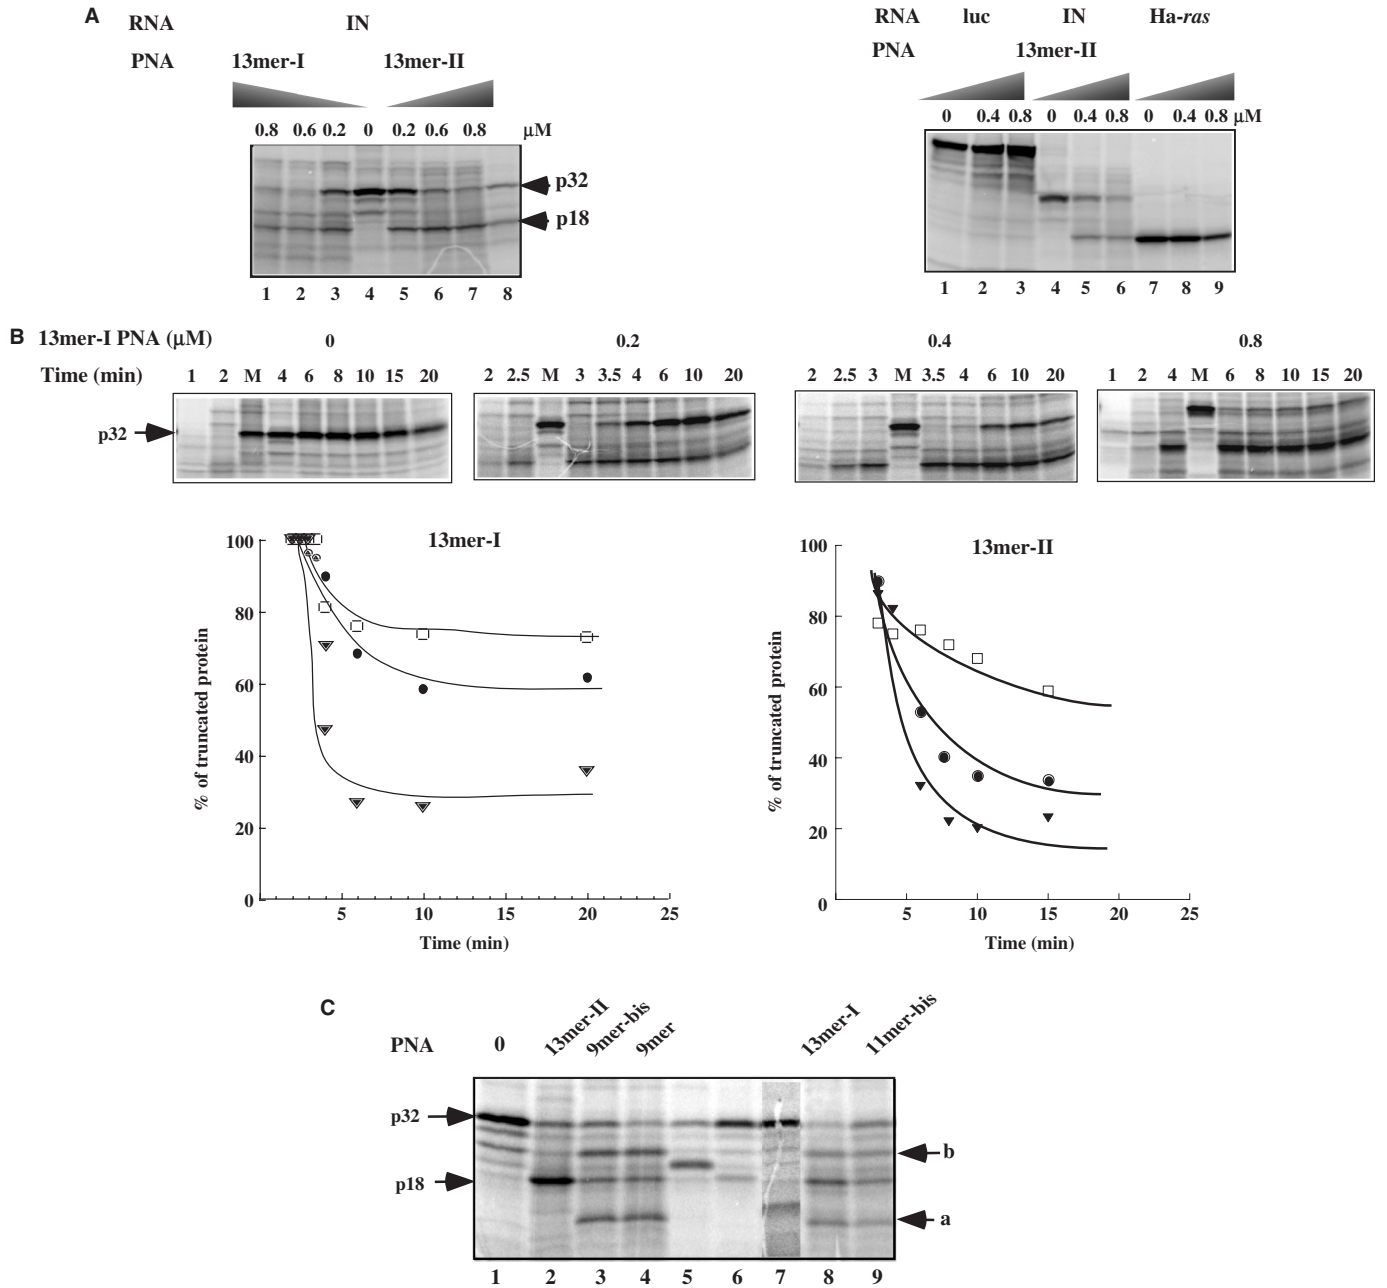 A
RNA IN
PNA 13mer-I 13mer-II
0.8 0.6 0.2 0 0.2 0.6 0.8 μM
p32
p18
1 2 3 4 5 6 7 8
RNA luc IN Ha-ras
PNA 13mer-II
0 0.4 0.8 0 0.4 0.8 0 0.4 0.8 μM
1 2 3 4 5 6 7 8 9
B 13mer-I PNA (μM) 0 0.2 0.4 0.8
Time (min) 1 2 M 4 6 8 10 15 20 2 2.5 M 3 3.5 4 6 10 20 2 2.5 3 M 3.5 4 6 10 20 1 2 4 M 6 8 10 15 20
p32
13mer-I
% of truncated protein
100
80
60
40
20
0
5 10 15 20 25
Time (min)
13mer-II
% of truncated protein
100
80
60
40
20
0
5 10 15 20 25
Time (min)
C
PNA 0 13mer-II 9mer-bis 9mer 13mer-I 11mer-bis
p32
p18
b
a
1 2 3 4 5 6 7 8 9